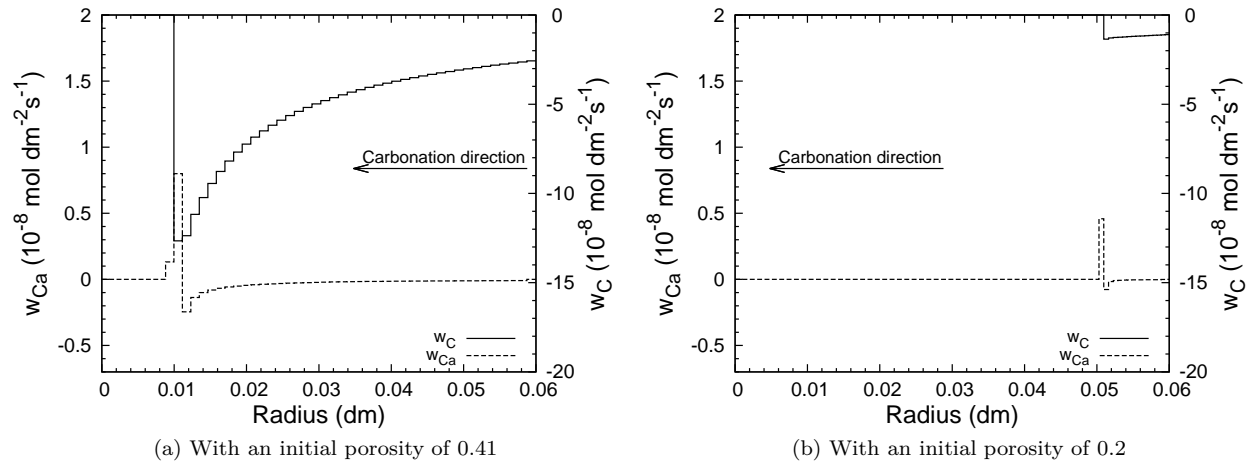 2
1.5
1
0.5
0
-0.5
0
-5
-10
-15
-20
w_Ca (10^-8 mol dm^-2 s^-1)
w_C (10^-8 mol dm^-2 s^-1)
Carbonation direction
w_C
w_Ca
0 0.01 0.02 0.03 0.04 0.05 0.06
Radius (dm)
(a) With an initial porosity of 0.41
2
1.5
1
0.5
0
-0.5
0
-5
-10
-15
-20
w_Ca (10^-8 mol dm^-2 s^-1)
w_C (10^-8 mol dm^-2 s^-1)
Carbonation direction
w_C
w_Ca
0 0.01 0.02 0.03 0.04 0.05 0.06
Radius (dm)
(b) With an initial porosity of 0.2